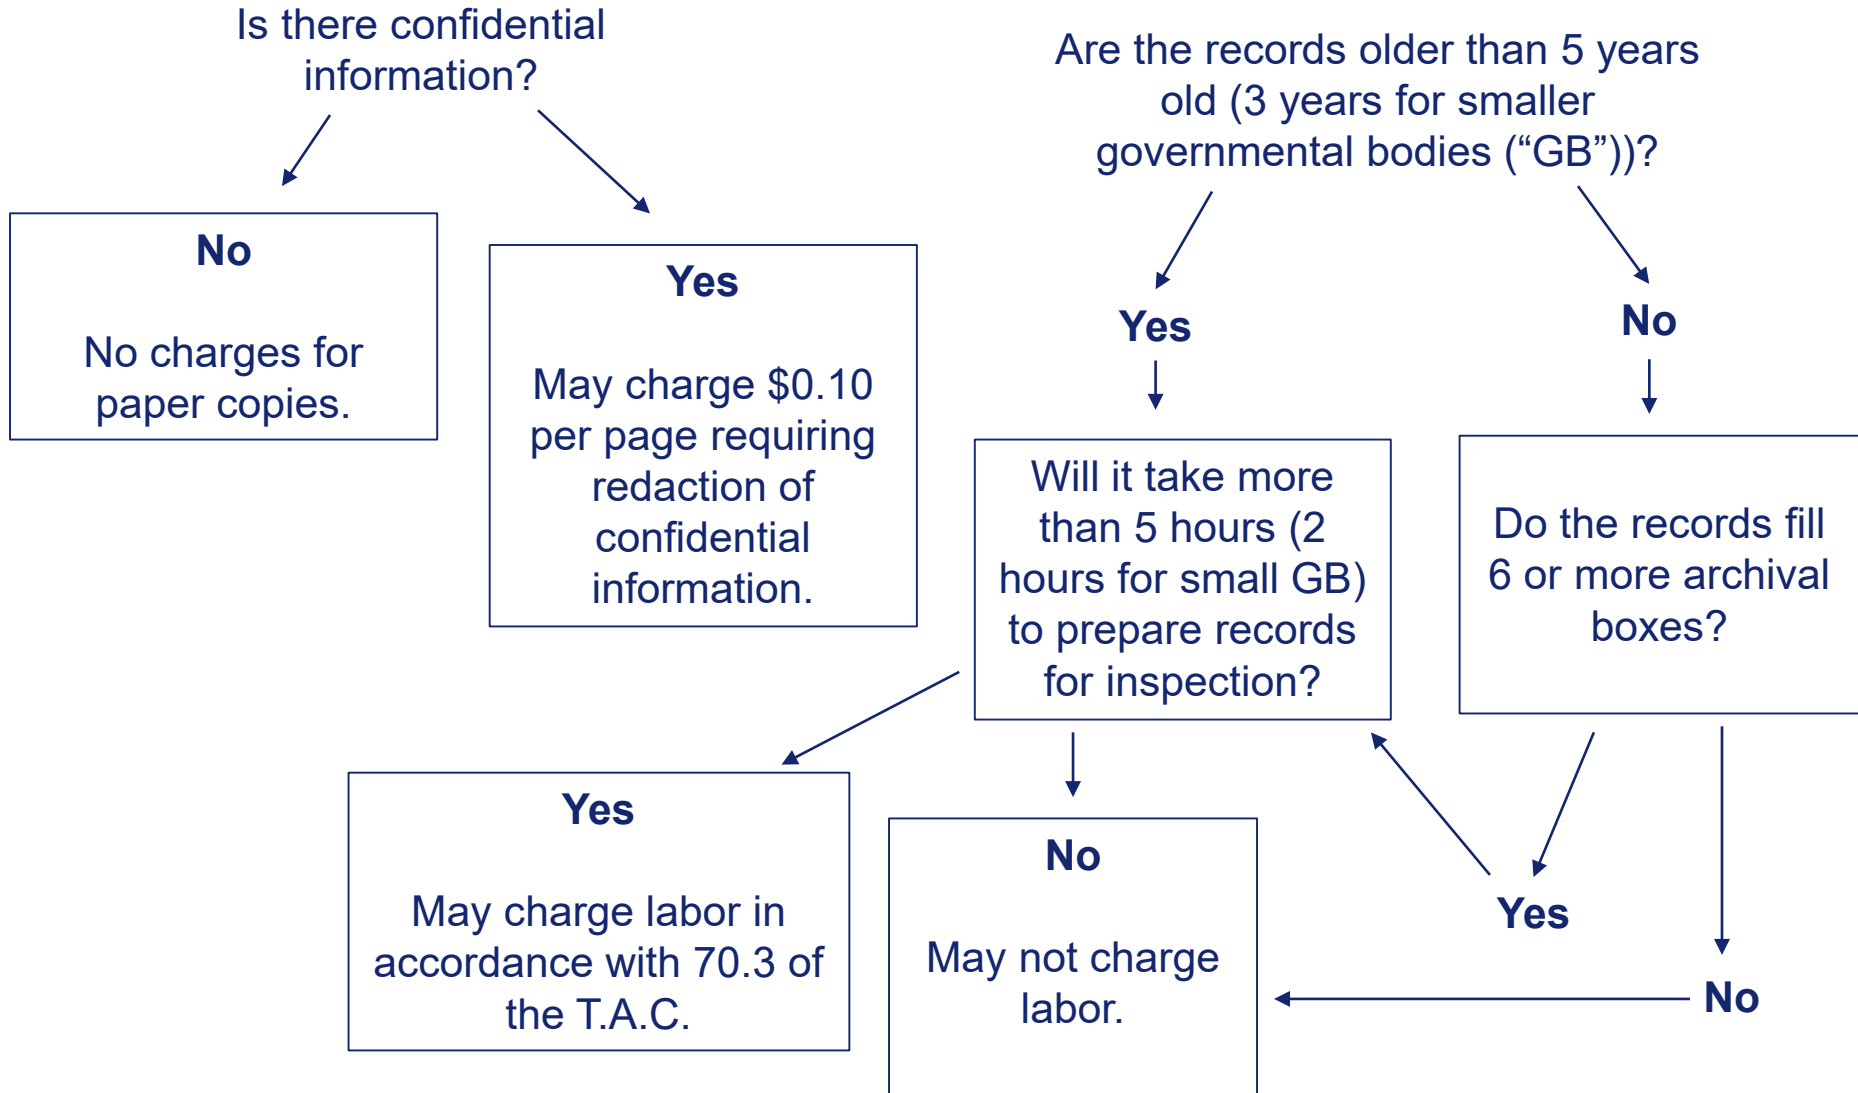 Is there confidential
information?
No
No charges for
paper copies.
Yes
May charge $0.10
per page requiring
redaction of
confidential
information.
Are the records older than 5 years
old (3 years for smaller
governmental bodies (“GB”))?
Yes
No
Will it take more
than 5 hours (2
hours for small GB)
to prepare records
for inspection?
Do the records fill
6 or more archival
boxes?
Yes
May charge labor in
accordance with 70.3 of
the T.A.C.
No
May not charge
labor.
Yes
No